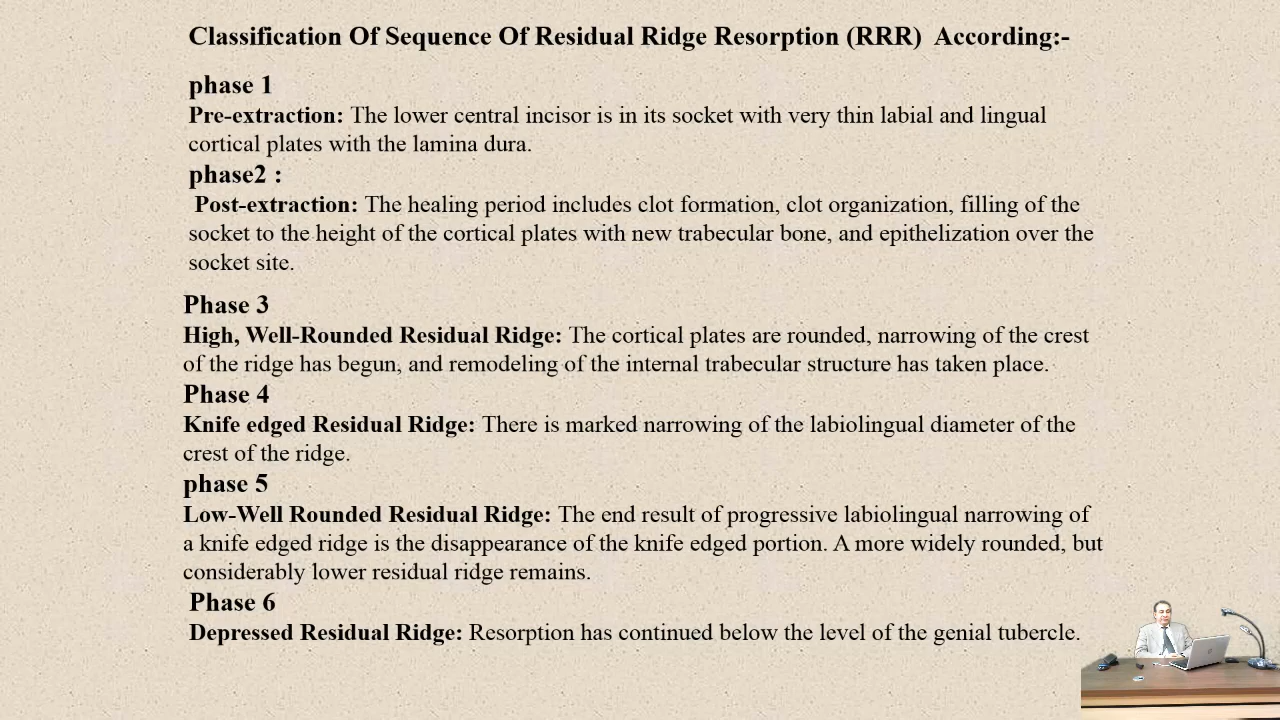 Classification Of Sequence Of Residual Ridge Resorption (RRR)  According:-
phase 1
Pre-extraction: The lower central incisor is in its socket with very thin labial and lingual
cortical plates with the lamina dura.
phase2 :
Post-extraction: The healing period includes clot formation, clot organization, filling of the
socket to the height of the cortical plates with new trabecular bone, and epithelization over the
socket site.
Phase 3
High, Well-Rounded Residual Ridge: The cortical plates are rounded, narrowing of the crest
of the ridge has begun, and remodeling of the internal trabecular structure has taken place.
Phase 4
Knife edged Residual Ridge: There is marked narrowing of the labiolingual diameter of the
crest of the ridge.
phase 5
Low-Well Rounded Residual Ridge: The end result of progressive labiolingual narrowing of
a knife edged ridge is the disappearance of the knife edged portion. A more widely rounded, but
considerably lower residual ridge remains.
Phase 6
Depressed Residual Ridge: Resorption has continued below the level of the genial tubercle.